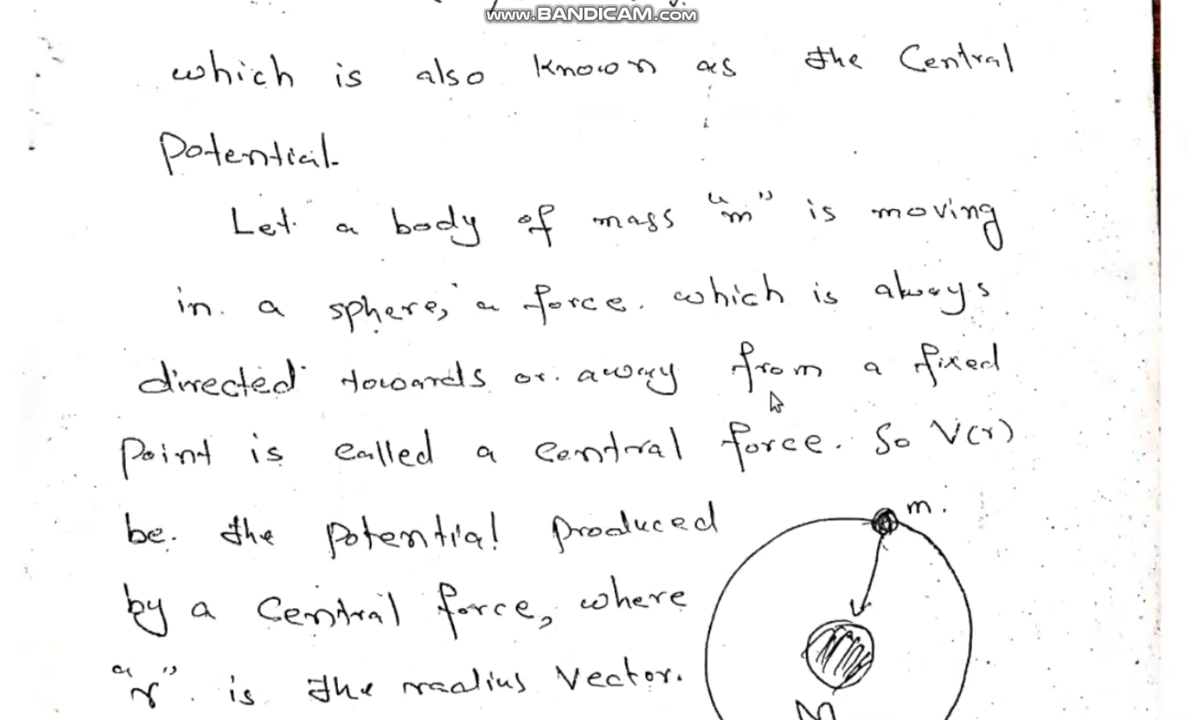 www.BANDICAM.com
which is also known as the Central
Potential.
Let a body of mass "m" is moving
in a sphere, a force. which is always
directed towards or away from a fixed
Point is called a central force. So V(r)
be the potential produced m.
by a Central force, where
"r" is the radius vector.
M